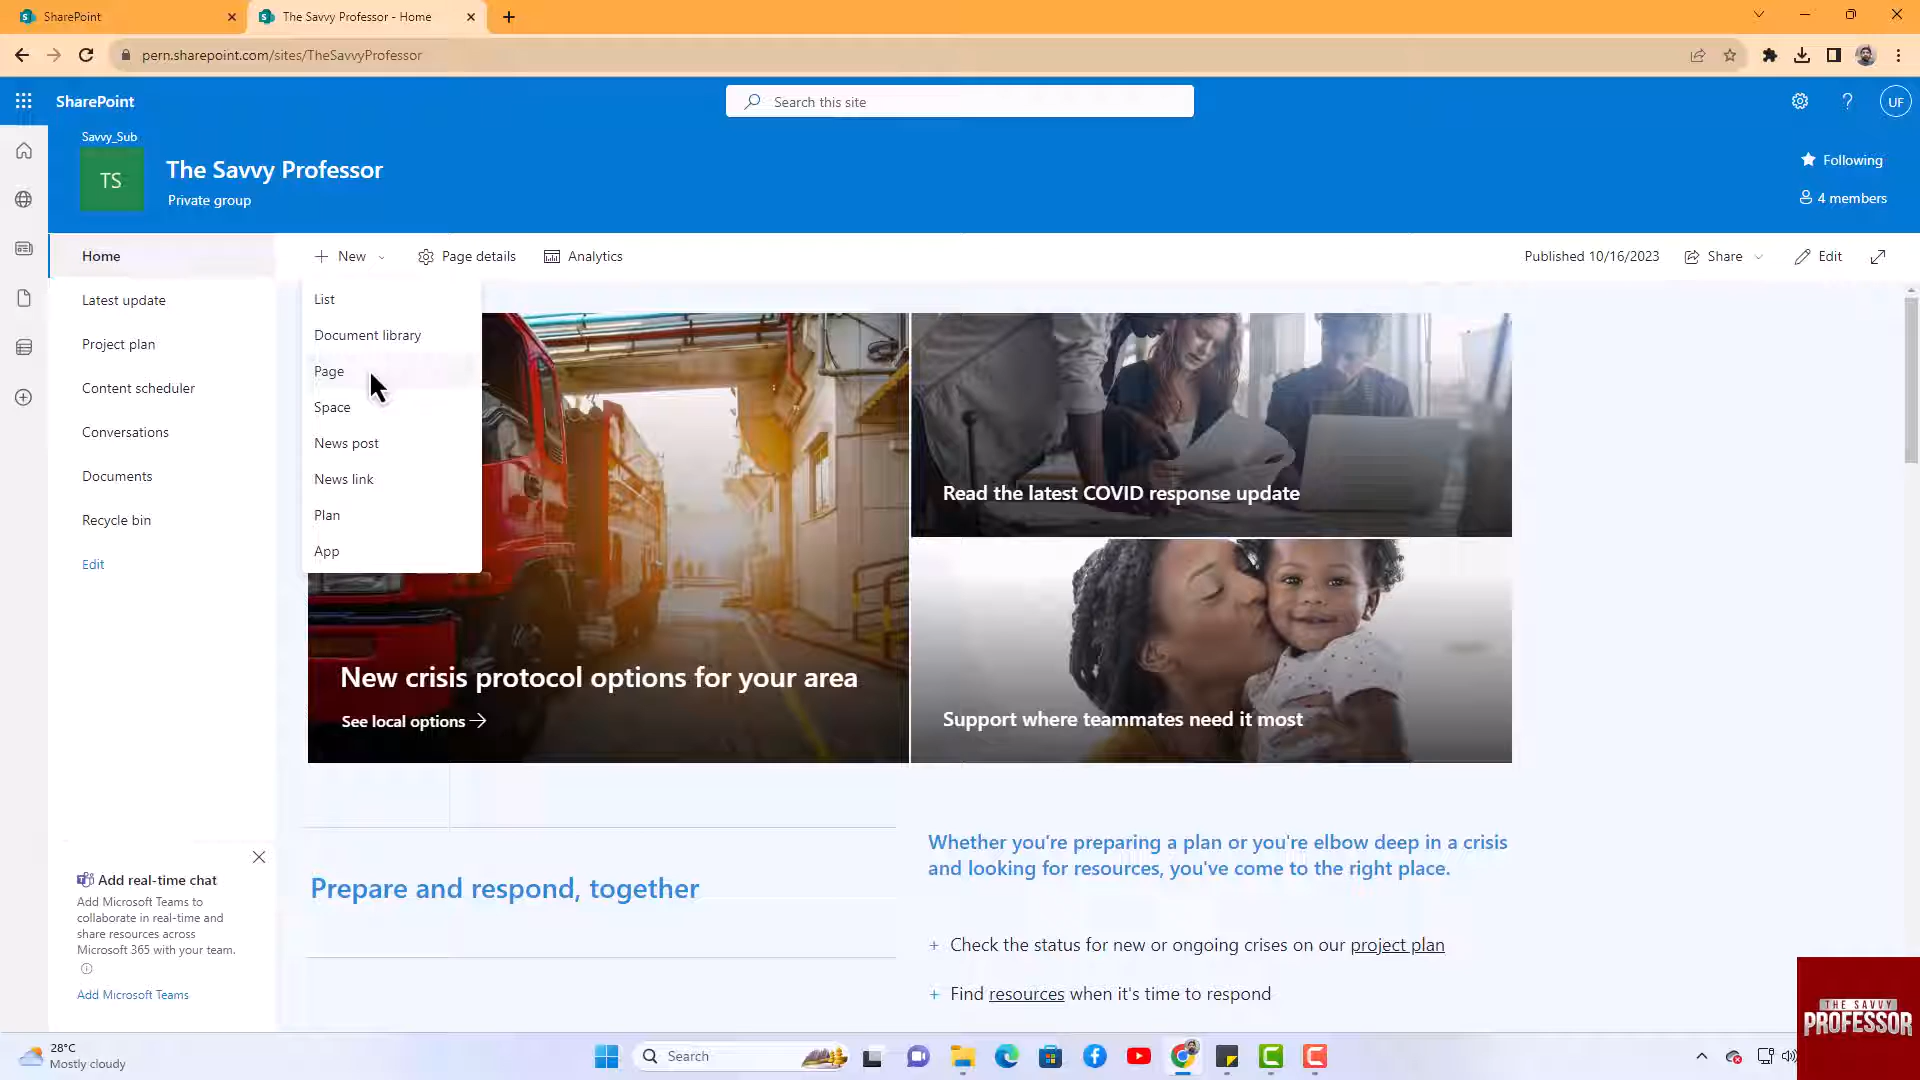 SharePoint
The Savvy Professor - Home
pern.sharepoint.com/sites/TheSavvyProfessor
SharePoint
Search this site
UF
Savvy_Sub
TS
The Savvy Professor
Private group
Following
4 members
Home
New
Page details
Analytics
Published 10/16/2023
Share
Edit
Latest update
Project plan
Content scheduler
Conversations
Documents
Recycle bin
Edit
List
Document library
Page
Space
News post
News link
Plan
App
Read the latest COVID response update
New crisis protocol options for your area
See local options
Support where teammates need it most
Add real-time chat
Add Microsoft Teams to
collaborate in real-time and
share resources across
Microsoft 365 with your team.
Add Microsoft Teams
Prepare and respond, together
Whether you're preparing a plan or you're elbow deep in a crisis
and looking for resources, you've come to the right place.
+ Check the status for new or ongoing crises on our project plan
+ Find resources when it's time to respond
THE SAVVY
PROFESSOR
28°C
Mostly cloudy
Search